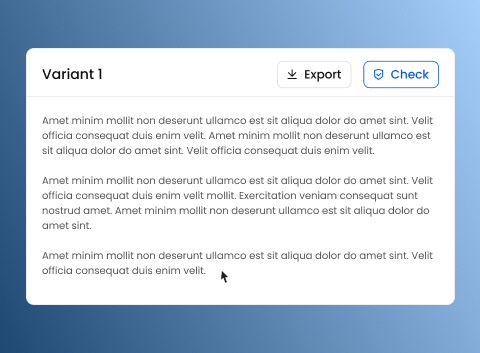 Variant 1
Export
Check
Amet minim mollit non deserunt ullamco est sit aliqua dolor do amet sint. Velit
officia consequat duis enim velit. Amet minim mollit non deserunt ullamco est
sit aliqua dolor do amet sint. Velit officia consequat duis enim velit.
Amet minim mollit non deserunt ullamco est sit aliqua dolor do amet sint. Velit
officia consequat duis enim velit mollit. Exercitation veniam consequat sunt
nostrud amet. Amet minim mollit non deserunt ullamco est sit aliqua dolor do
amet sint.
Amet minim mollit non deserunt ullamco est sit aliqua dolor do amet sint. Velit
officia consequat duis enim velit.